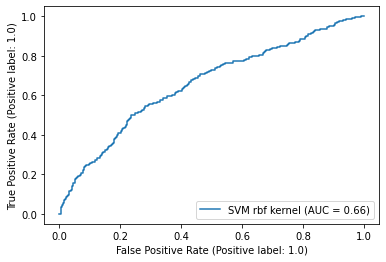 1.0
0.8
0.6
0.4
0.2
0.0
True Positive Rate (Positive label: 1.0)
SVM rbf kernel (AUC = 0.66)
0.0 0.2 0.4 0.6 0.8 1.0
False Positive Rate (Positive label: 1.0)